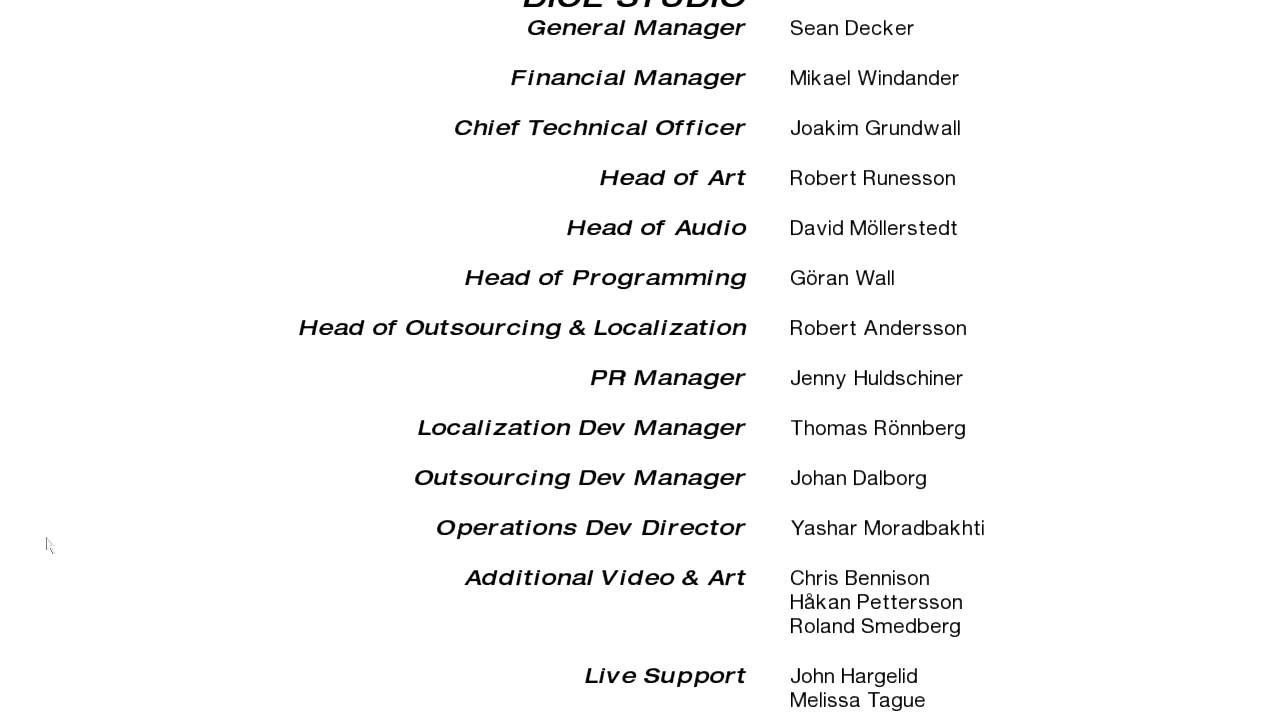 DICE STUDIO
General Manager Sean Decker
Financial Manager Mikael Windander
Chief Technical Officer Joakim Grundwall
Head of Art Robert Runesson
Head of Audio David Möllerstedt
Head of Programming Göran Wall
Head of Outsourcing & Localization Robert Andersson
PR Manager Jenny Huldschiner
Localization Dev Manager Thomas Rönnberg
Outsourcing Dev Manager Johan Dalborg
Operations Dev Director Yashar Moradbakhti
Additional Video & Art Chris Bennison
Håkan Pettersson
Roland Smedberg
Live Support John Hargelid
Melissa Tague